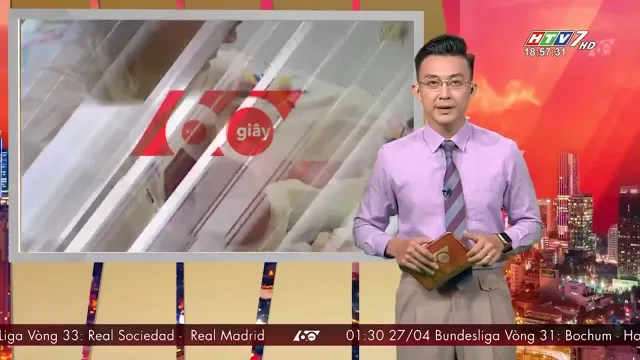 HTV7 HD
18:57:31
60 giây
Liga Vòng 33: Real Sociedad - Real Madrid 60 01:30 27/04 Bundesliga Vòng 31: Bochum - Ho